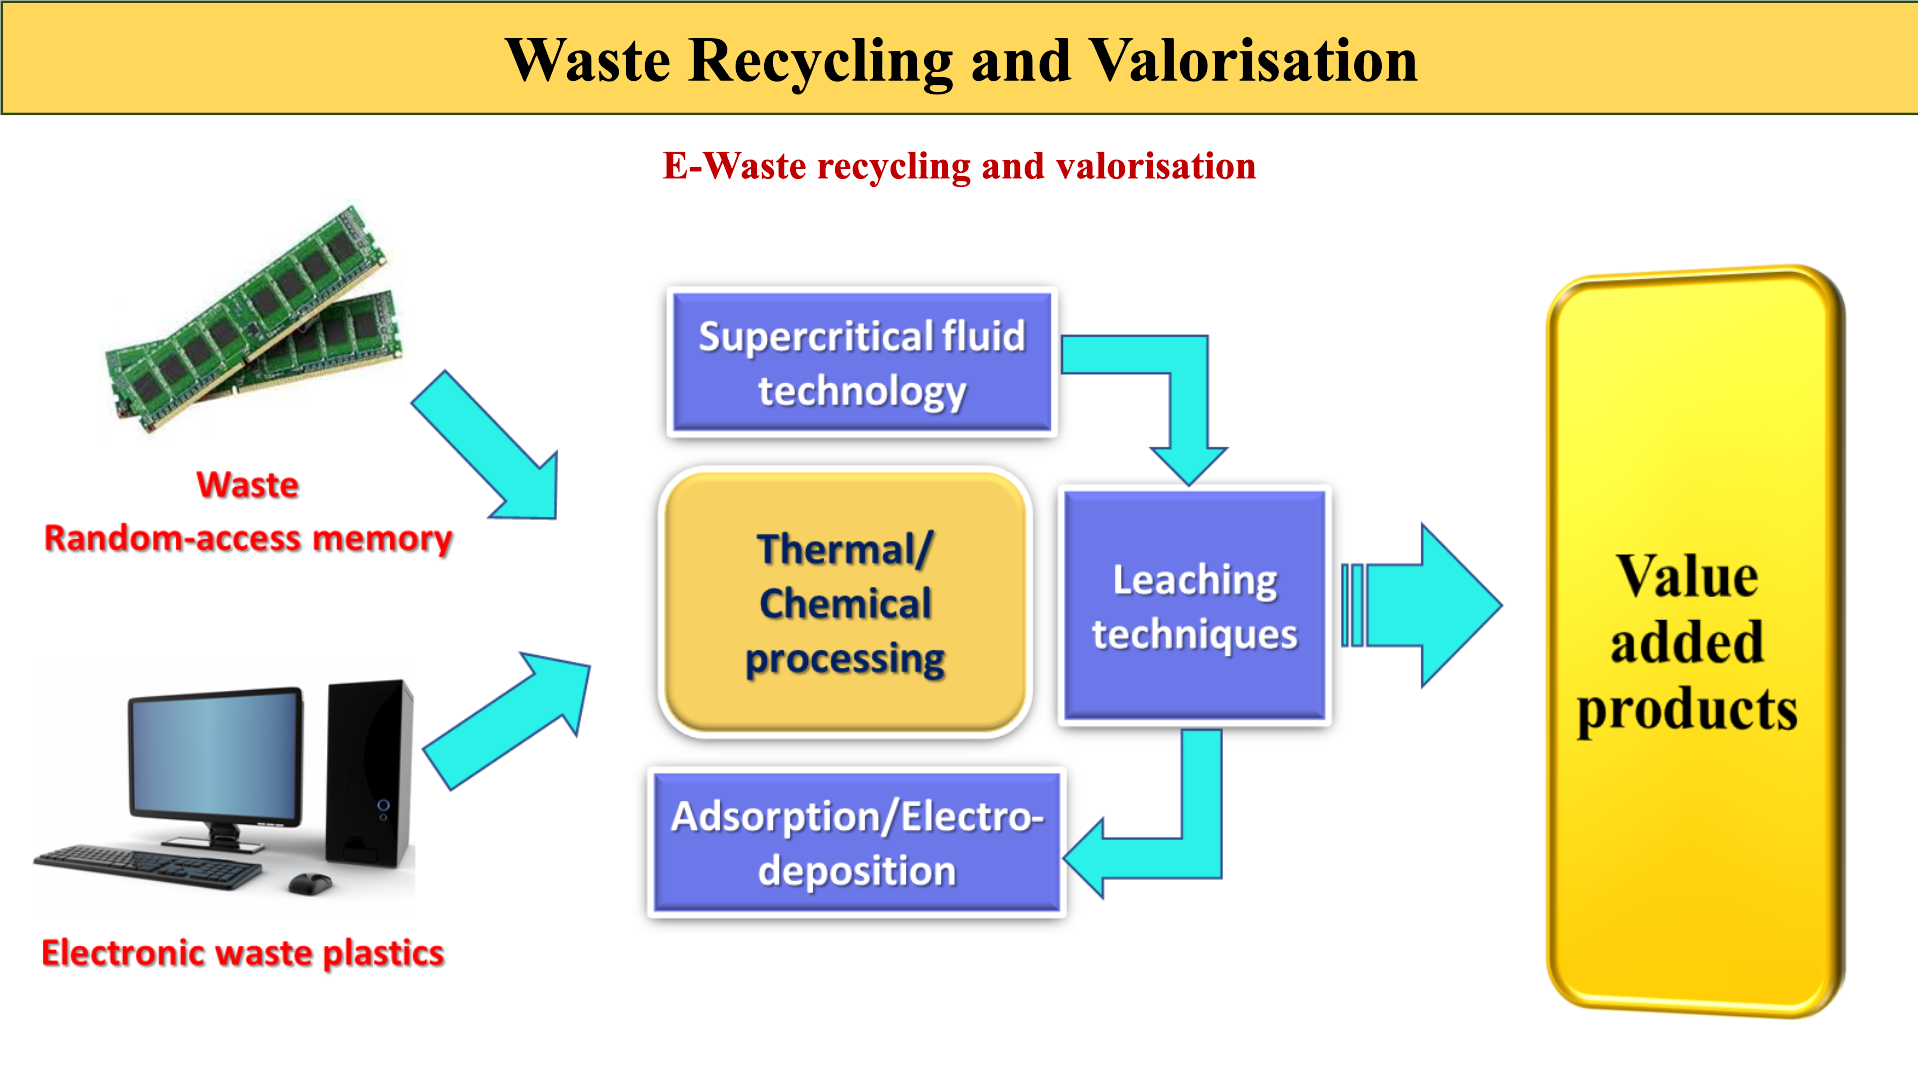 Waste Recycling and Valorisation
E-Waste recycling and valorisation
Waste
Random-access memory
Electronic waste plastics
Supercritical fluid
technology
Thermal/
Chemical
processing
Leaching
techniques
Adsorption/Electro-
deposition
Value
added
products